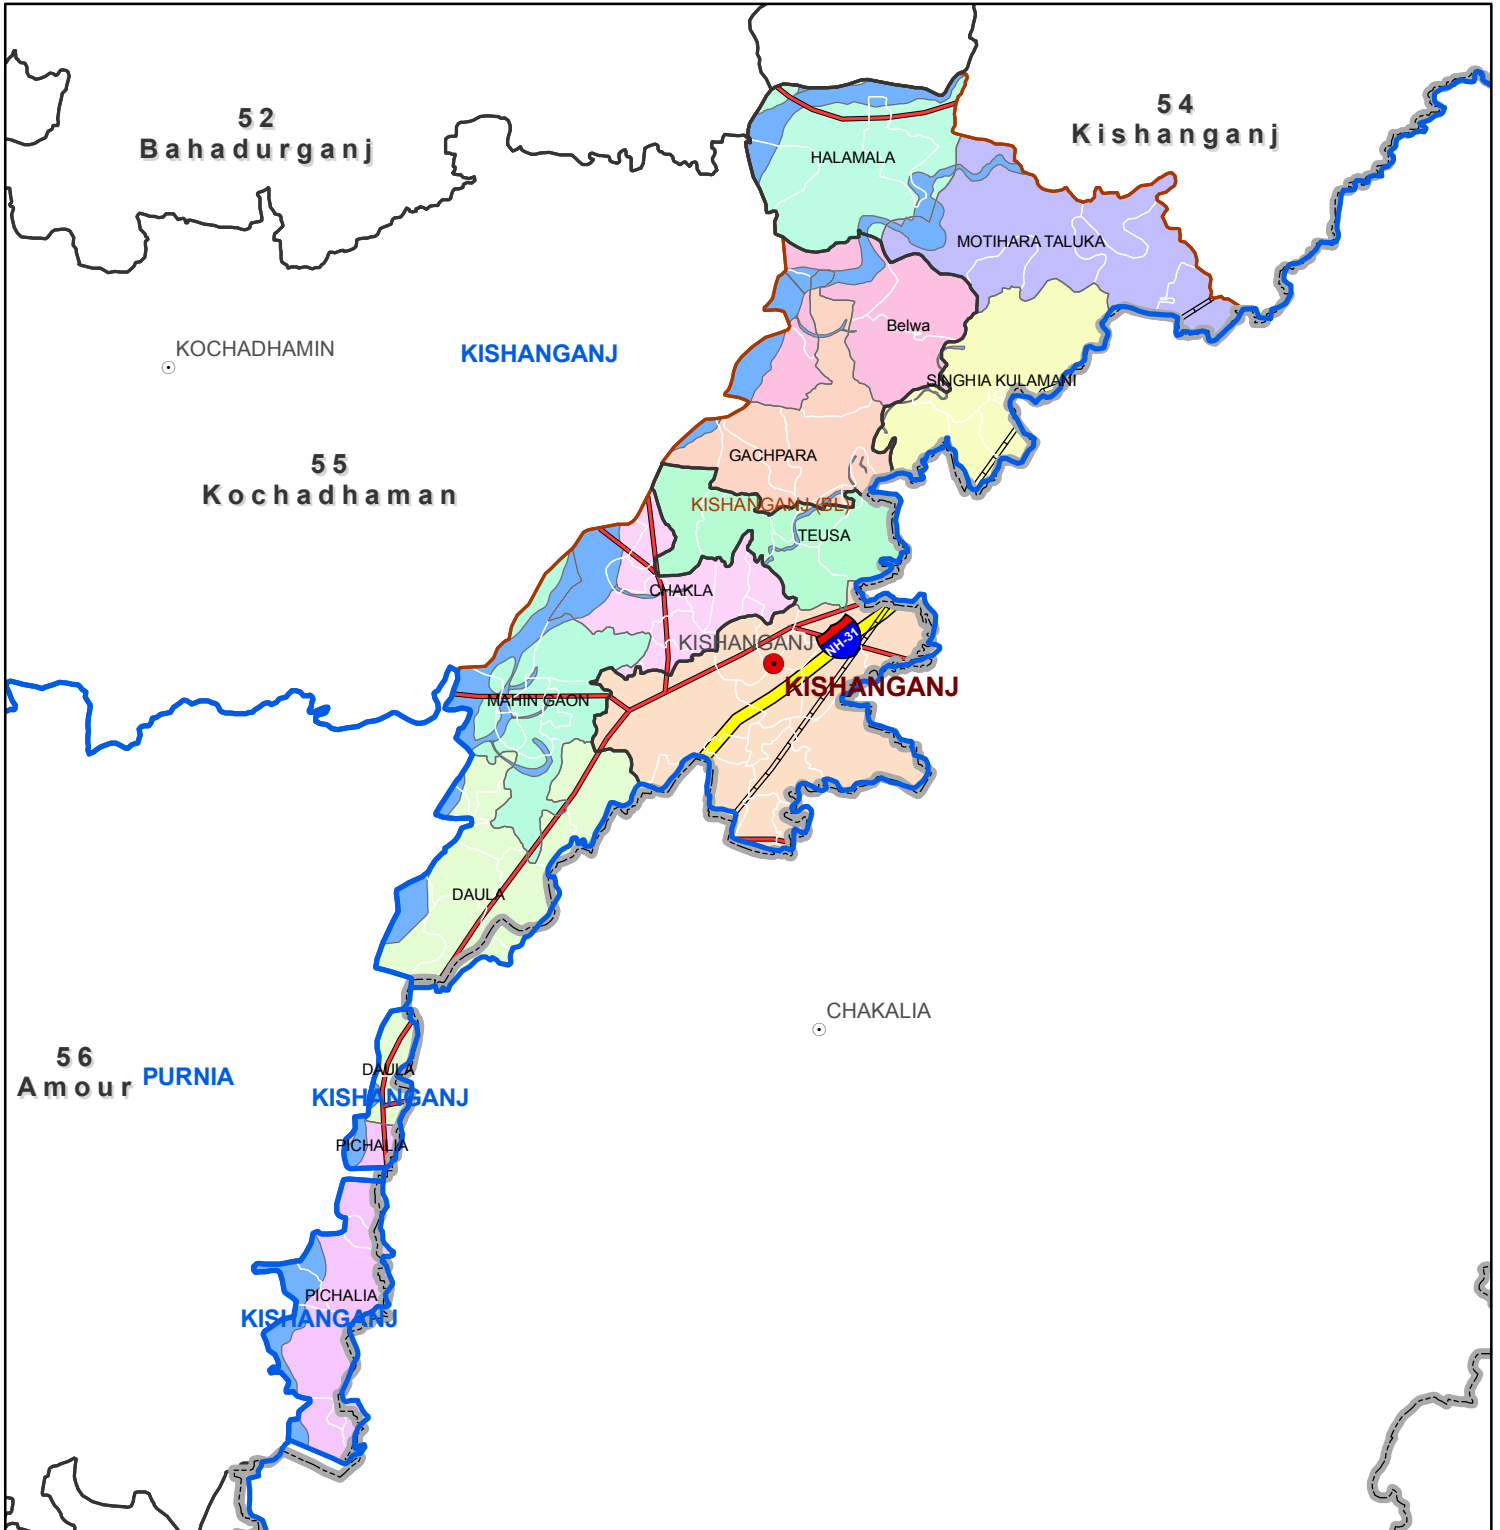 52
Bahadurganj
54
Kishanganj
HALAMALA
MOTIHARA TALUKA
Belwa
KOCHADHAMIN
KISHANGANJ
SINGHIA KULAMANI
GACHPARA
55
Kochadhaman
KISHANGANJ (BL)
TEUSA
CHAKLA
KISHANGANJ
NH-31
KISHANGANJ
MAHIN GAON
DAULA
CHAKALIA
56
Amour
PURNIA
DAULA
KISHANGANJ
PICHALIA
PICHALIA
KISHANGANJ